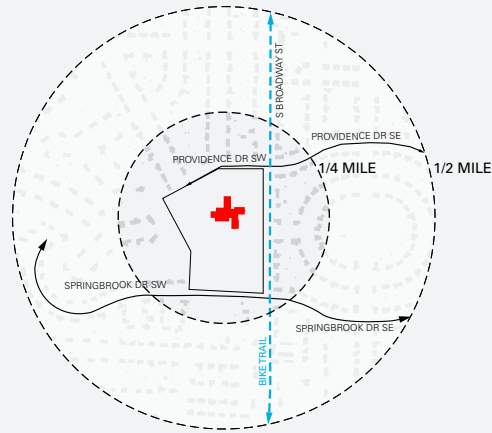 S BROADWAY ST
PROVIDENCE DR SE
PROVIDENCE DR SW
1/4 MILE
1/2 MILE
SPRINGBROOK DR SW
SPRINGBROOK DR SE
BIKE TRAIL